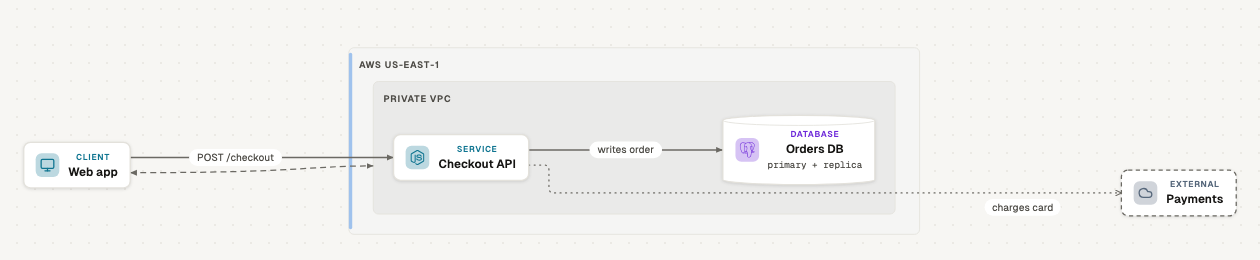 AWS US-EAST-1
PRIVATE VPC
CLIENT
Web app
POST /checkout
SERVICE
Checkout API
writes order
DATABASE
Orders DB
primary + replica
charges card
EXTERNAL
Payments